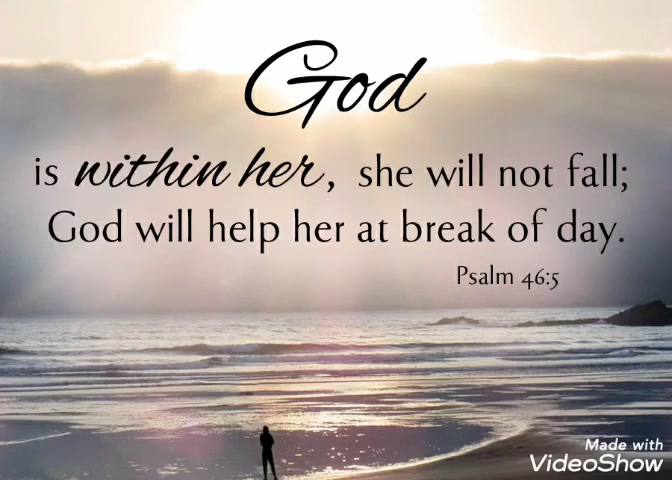 God
is within her, she will not fall;
God will help her at break of day.
Psalm 46:5
Made with
VideoShow